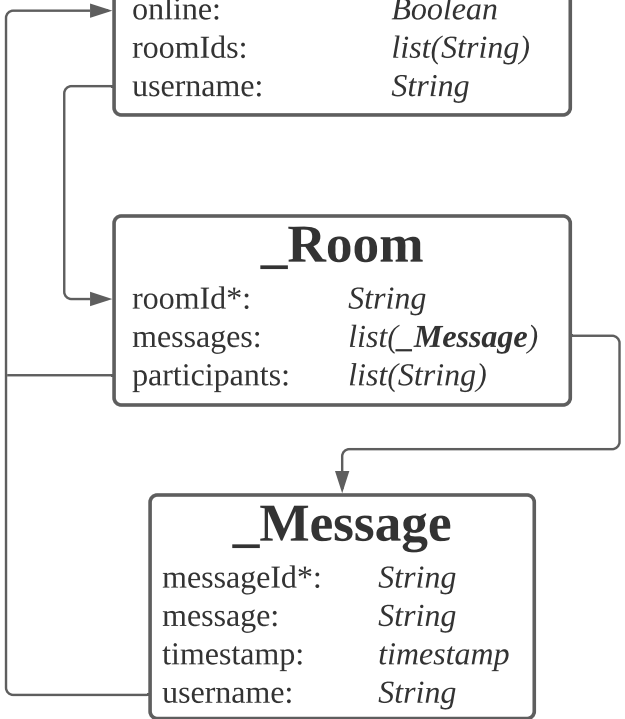 online: Boolean
roomIds: list(String)
username: String
_Room
roomId*: String
messages: list(_Message)
participants: list(String)
_Message
messageId*: String
message: String
timestamp: timestamp
username: String